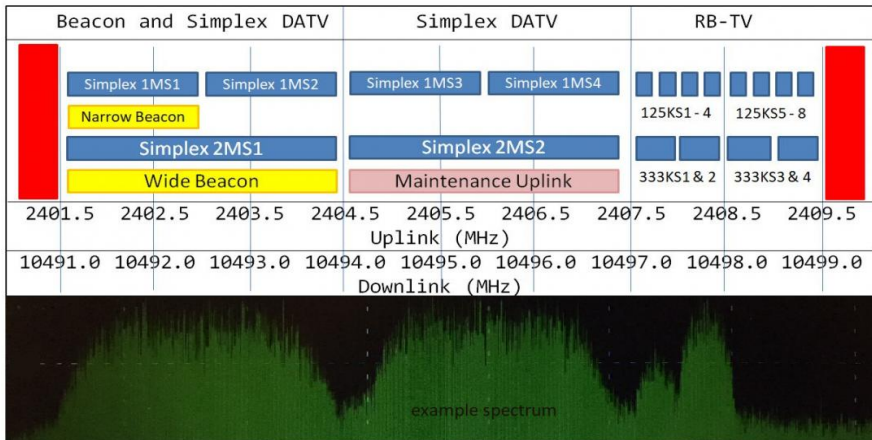 Beacon and Simplex DATV Simplex DATV RB-TV
Simplex 1MS1 Simplex 1MS2 Simplex 1MS3 Simplex 1MS4
Narrow Beacon 125KS1 - 4 125KS5 - 8
Simplex 2MS1 Simplex 2MS2
Wide Beacon Maintenance Uplink 333KS1 & 2 333KS3 & 4
2401.5 2402.5 2403.5 2404.5 2405.5 2406.5 2407.5 2408.5 2409.5
Uplink (MHz)
10491.0 10492.0 10493.0 10494.0 10495.0 10496.0 10497.0 10498.0 10499.0
Downlink (MHz)
example spectrum